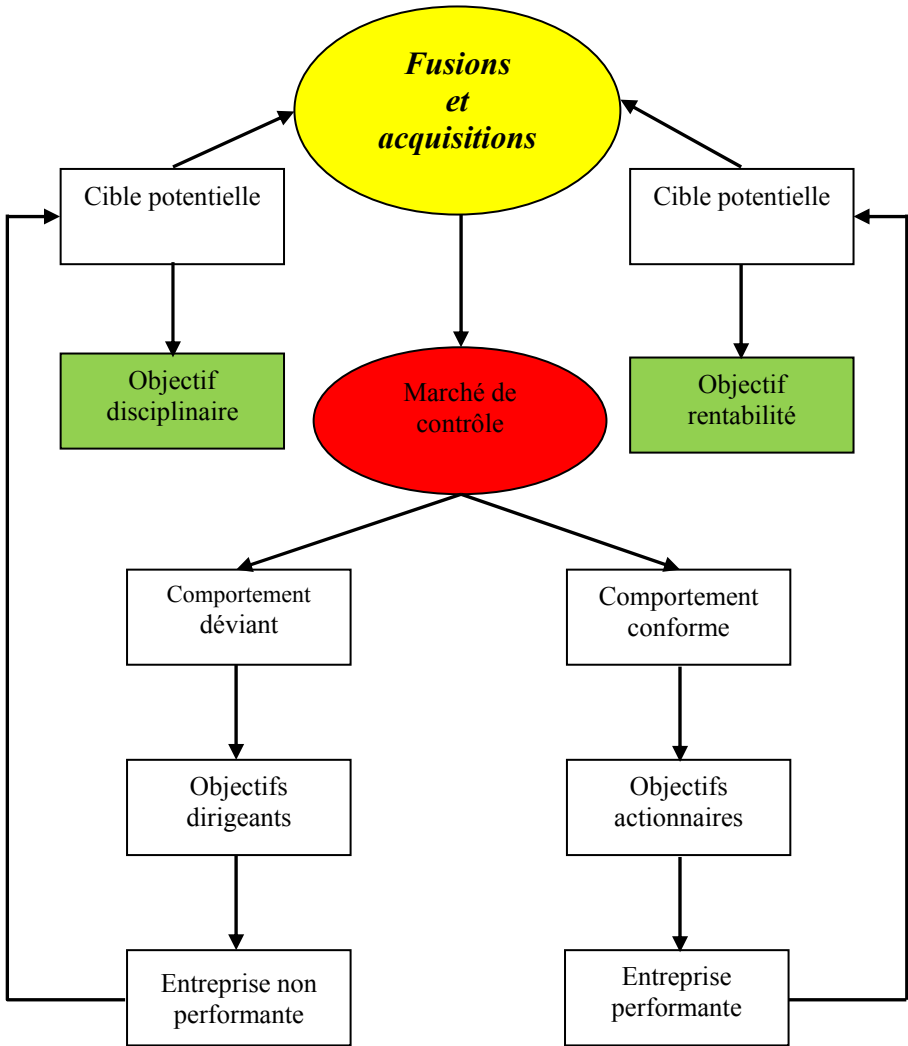 Fusions
et
acquisitions
Cible potentielle
Cible potentielle
Objectif
disciplinaire
Marché de
contrôle
Objectif
rentabilité
Comportement
déviant
Comportement
conforme
Objectifs
dirigeants
Objectifs
actionnaires
Entreprise non
performante
Entreprise
performante